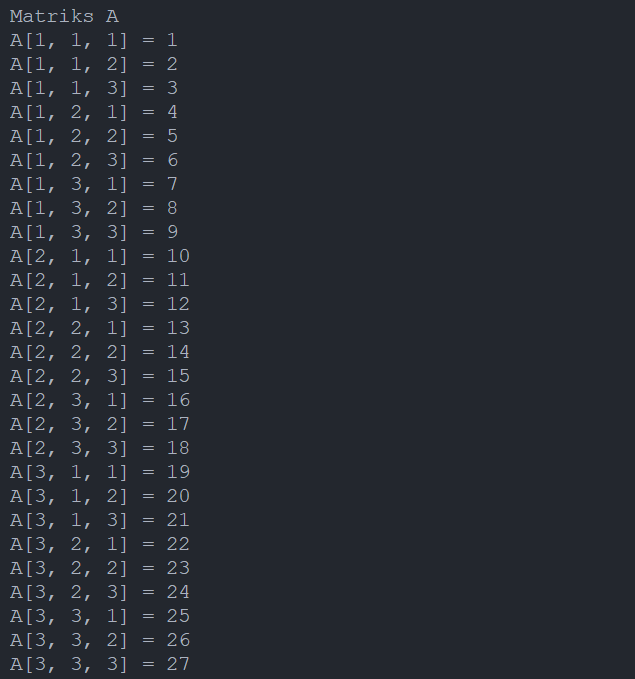 Matriks A
A[1, 1, 1] = 1
A[1, 1, 2] = 2
A[1, 1, 3] = 3
A[1, 2, 1] = 4
A[1, 2, 2] = 5
A[1, 2, 3] = 6
A[1, 3, 1] = 7
A[1, 3, 2] = 8
A[1, 3, 3] = 9
A[2, 1, 1] = 10
A[2, 1, 2] = 11
A[2, 1, 3] = 12
A[2, 2, 1] = 13
A[2, 2, 2] = 14
A[2, 2, 3] = 15
A[2, 3, 1] = 16
A[2, 3, 2] = 17
A[2, 3, 3] = 18
A[3, 1, 1] = 19
A[3, 1, 2] = 20
A[3, 1, 3] = 21
A[3, 2, 1] = 22
A[3, 2, 2] = 23
A[3, 2, 3] = 24
A[3, 3, 1] = 25
A[3, 3, 2] = 26
A[3, 3, 3] = 27